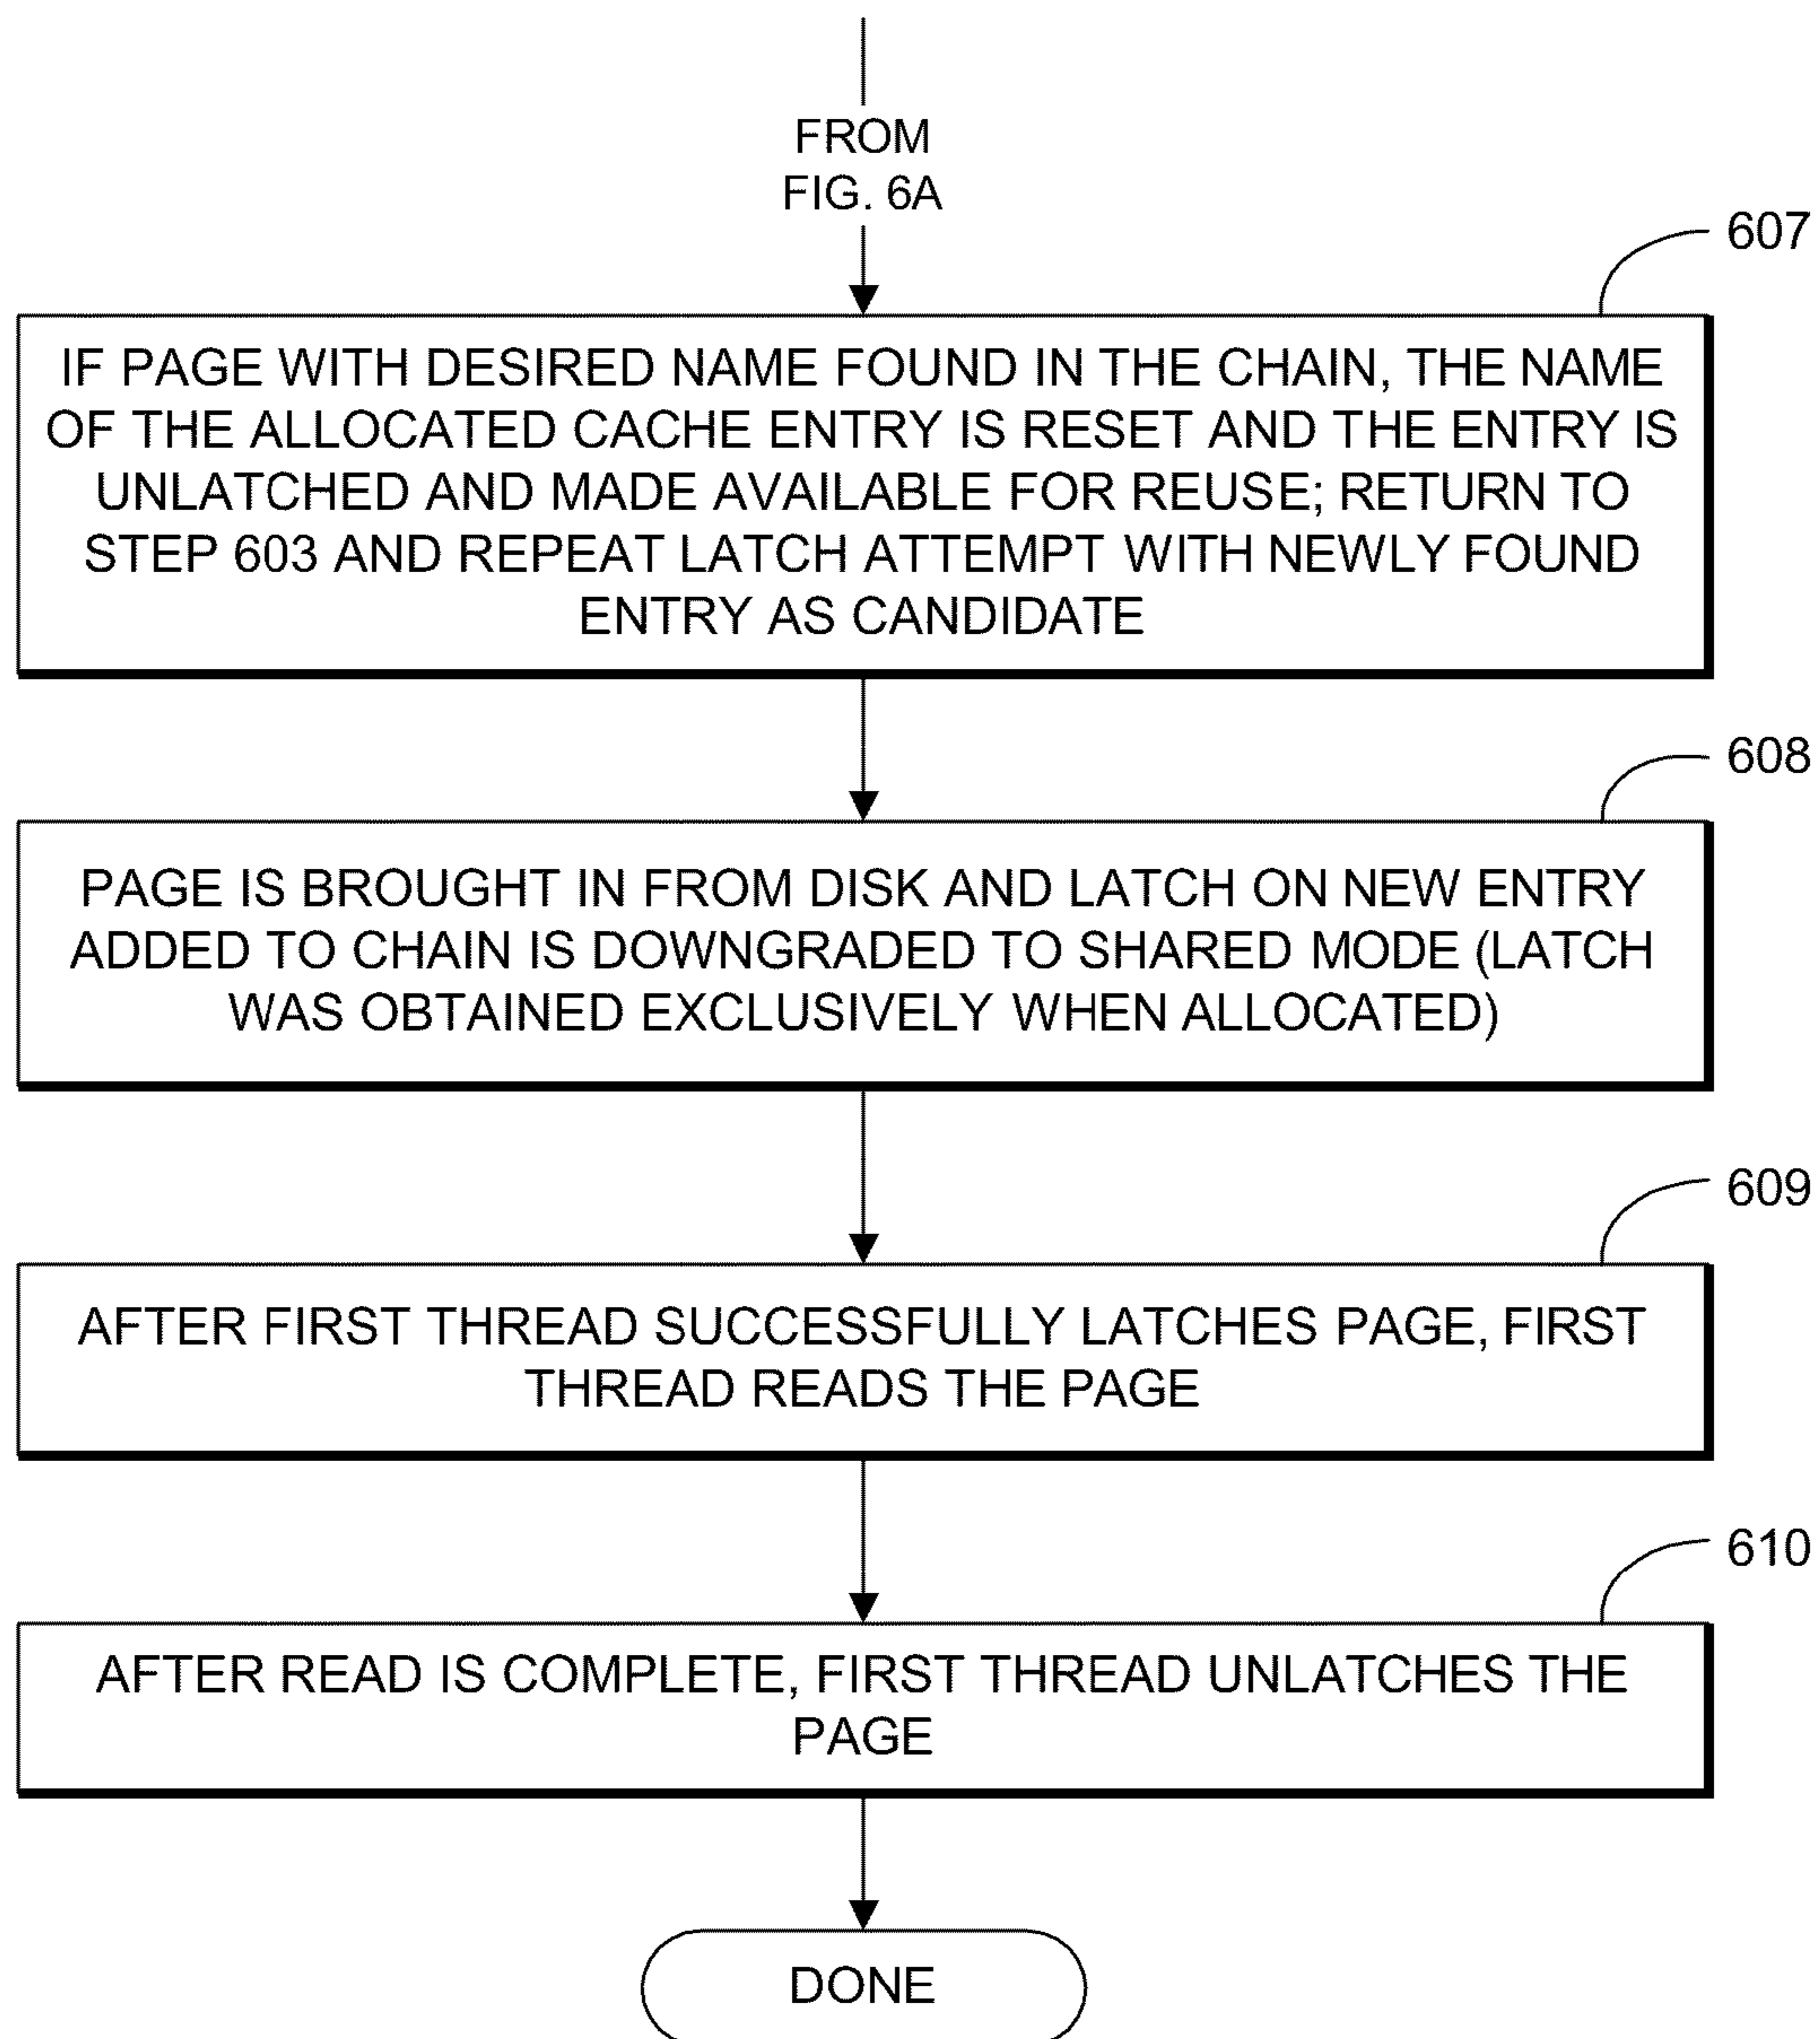 FROM
FIG. 6A
607
IF PAGE WITH DESIRED NAME FOUND IN THE CHAIN, THE NAME
OF THE ALLOCATED CACHE ENTRY IS RESET AND THE ENTRY IS
UNLATCHED AND MADE AVAILABLE FOR REUSE; RETURN TO
STEP 603 AND REPEAT LATCH ATTEMPT WITH NEWLY FOUND
ENTRY AS CANDIDATE
608
PAGE IS BROUGHT IN FROM DISK AND LATCH ON NEW ENTRY
ADDED TO CHAIN IS DOWNGRADED TO SHARED MODE (LATCH
WAS OBTAINED EXCLUSIVELY WHEN ALLOCATED)
609
AFTER FIRST THREAD SUCCESSFULLY LATCHES PAGE, FIRST
THREAD READS THE PAGE
610
AFTER READ IS COMPLETE, FIRST THREAD UNLATCHES THE
PAGE
DONE